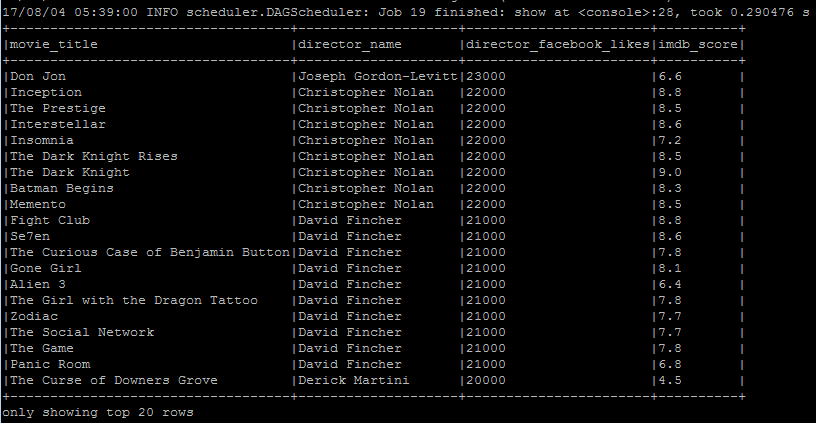 17/08/04 05:39:00 INFO scheduler.DAGScheduler: Job 19 finished: show at <console>:28, took 0.290476 s
+----------------------------------+--------------------+-----------------------+----------+
|movie_title                       |director_name       |director_facebook_likes|imdb_score|
+----------------------------------+--------------------+-----------------------+----------+
|Don Jon                           |Joseph Gordon-Levitt|23000                  |6.6       |
|Inception                         |Christopher Nolan   |22000                  |8.8       |
|The Prestige                      |Christopher Nolan   |22000                  |8.5       |
|Interstellar                      |Christopher Nolan   |22000                  |8.6       |
|Insomnia                          |Christopher Nolan   |22000                  |7.2       |
|The Dark Knight Rises             |Christopher Nolan   |22000                  |8.5       |
|The Dark Knight                   |Christopher Nolan   |22000                  |9.0       |
|Batman Begins                     |Christopher Nolan   |22000                  |8.3       |
|Memento                           |Christopher Nolan   |22000                  |8.5       |
|Fight Club                        |David Fincher       |21000                  |8.8       |
|Se7en                             |David Fincher       |21000                  |8.6       |
|The Curious Case of Benjamin Button|David Fincher       |21000                  |7.8       |
|Gone Girl                         |David Fincher       |21000                  |8.1       |
|Alien 3                           |David Fincher       |21000                  |6.4       |
|The Girl with the Dragon Tattoo   |David Fincher       |21000                  |7.8       |
|Zodiac                            |David Fincher       |21000                  |7.7       |
|The Social Network                |David Fincher       |21000                  |7.7       |
|The Game                          |David Fincher       |21000                  |7.8       |
|Panic Room                        |David Fincher       |21000                  |6.8       |
|The Curse of Downers Grove        |Derick Martini      |20000                  |4.5       |
+----------------------------------+--------------------+-----------------------+----------+
only showing top 20 rows